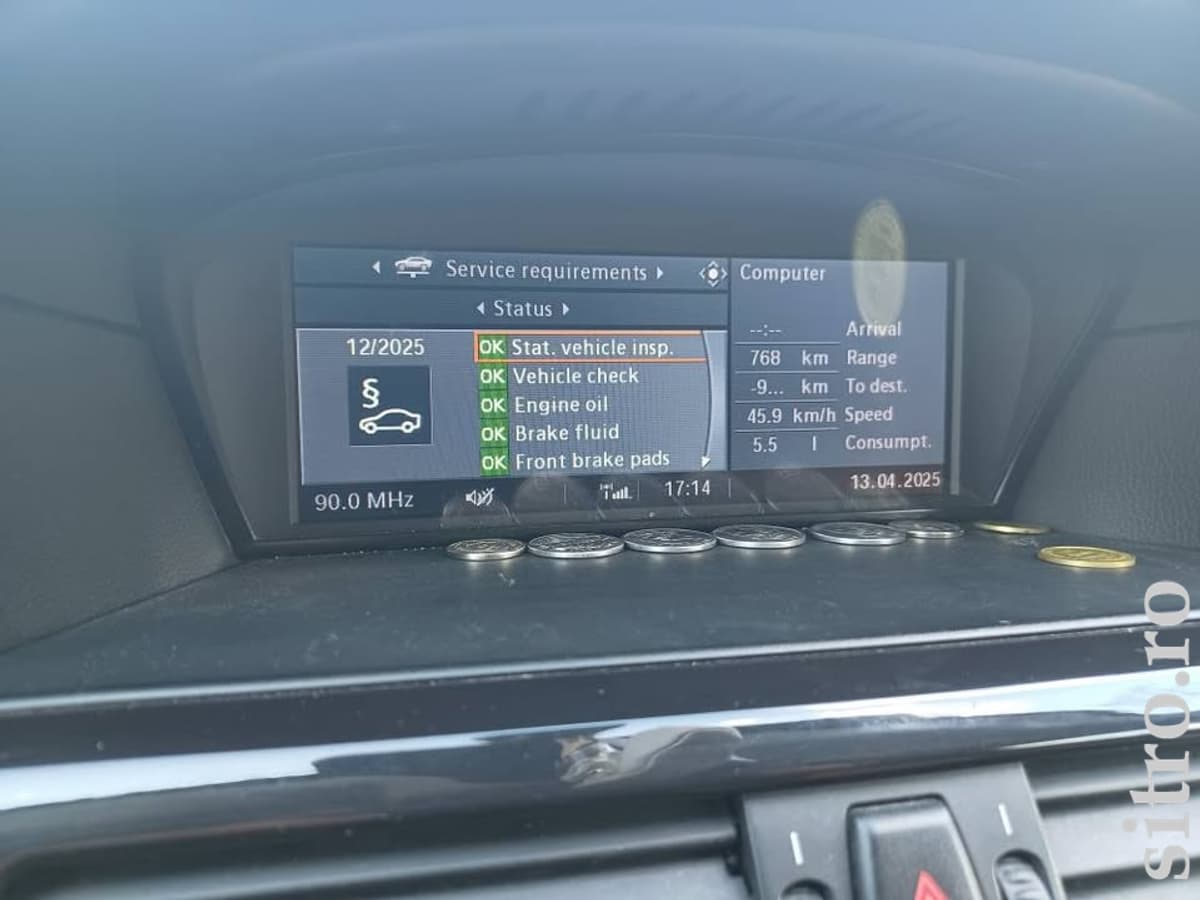 Service requirements
Status
12/2025
§
OK Stat. vehicle insp.
OK Vehicle check
OK Engine oil
OK Brake fluid
OK Front brake pads
Computer
--:-- Arrival
768 km Range
-9... km To dest.
45.9 km/h Speed
5.5 l Consumpt.
90.0 MHz
17:14
13.04.2025
sitro.ro